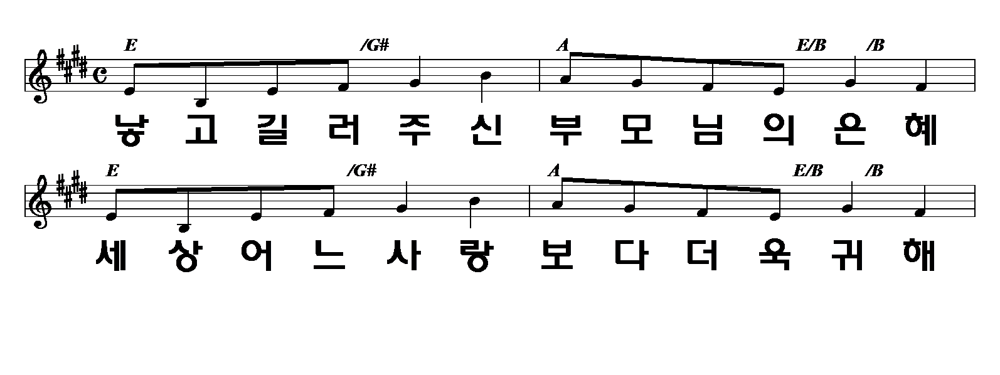 E /G# A E/B /B
낳 고 길 러 주 신 부 모 님 의 은 혜
E /G# A E/B /B
세 상 어 느 사 랑 보 다 더 욱 귀 해